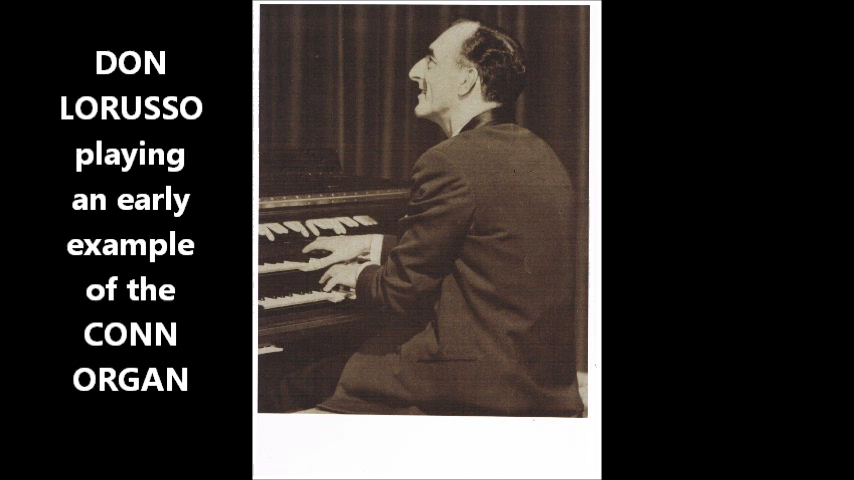 DON
LORUSSO
playing
an early
example
of the
CONN
ORGAN